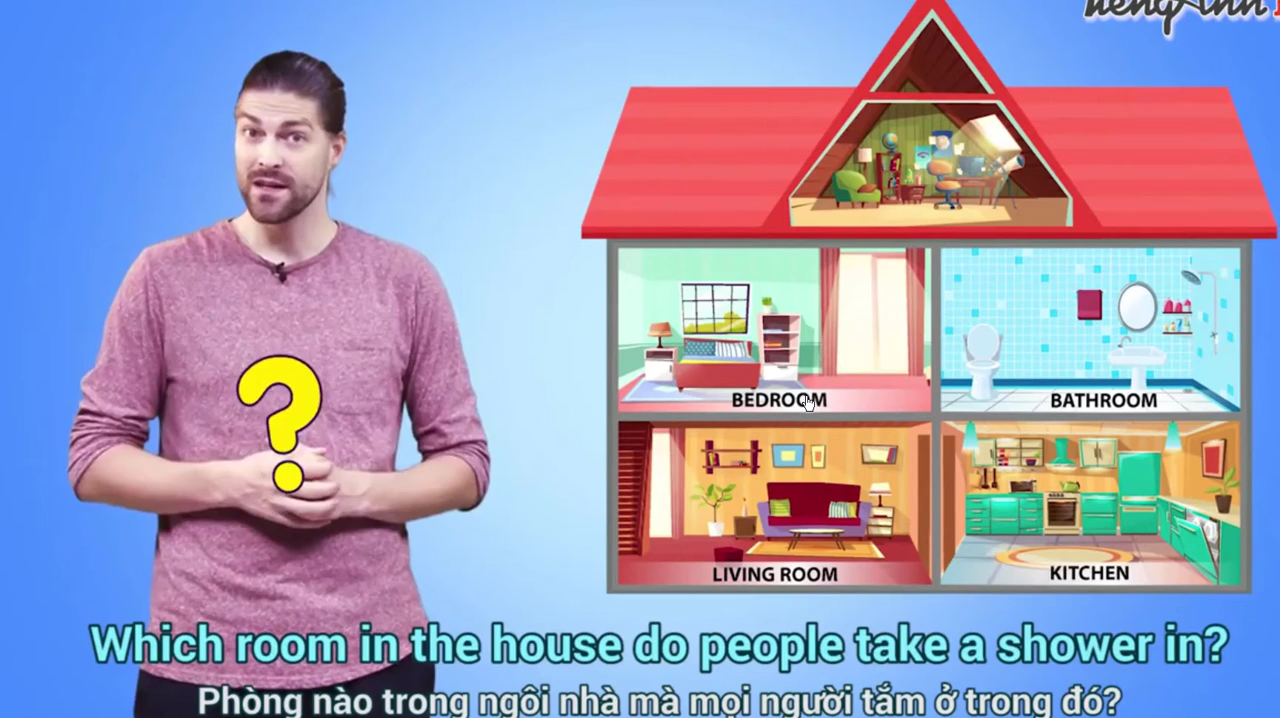 BEDROOM
BATHROOM
LIVING ROOM
KITCHEN
Which room in the house do people take a shower in?
Phòng nào trong ngôi nhà mà mọi người tắm ở trong đó?